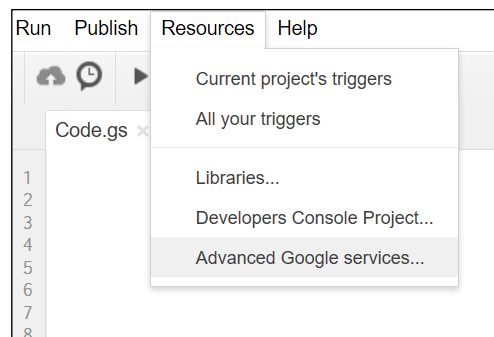 Run Publish Resources Help
Current project's triggers
All your triggers
Code.gs
Libraries...
Developers Console Project...
Advanced Google services...
1
2
3
4
5
6
7
8